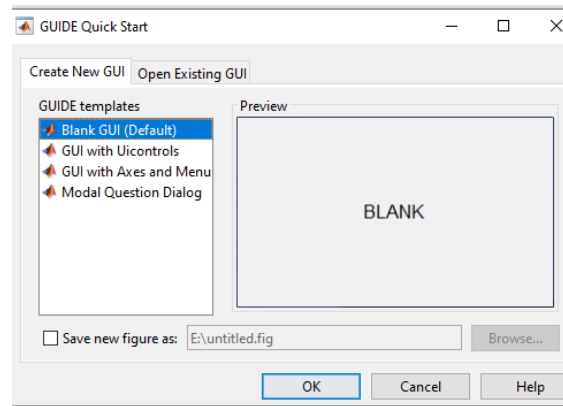 GUIDE Quick Start
Create New GUI Open Existing GUI
GUIDE templates
Blank GUI (Default)
GUI with Uicontrols
GUI with Axes and Menu
Modal Question Dialog
Preview
BLANK
Save new figure as: E:\untitled.fig Browse...
OK Cancel Help